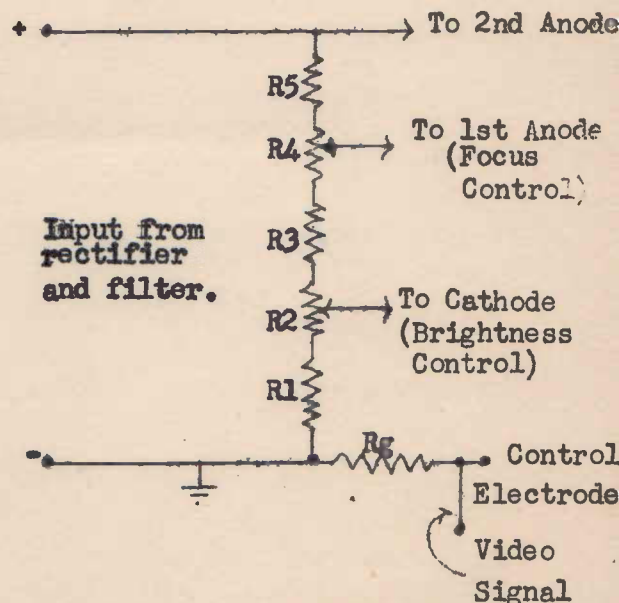 + To 2nd Anode
R5
R4 To 1st Anode
(Focus
Control)
R3
Input from
rectifier
and filter.
R2 To Cathode
(Brightness
Control)
R1
Rg
- Control
Electrode
Video
Signal